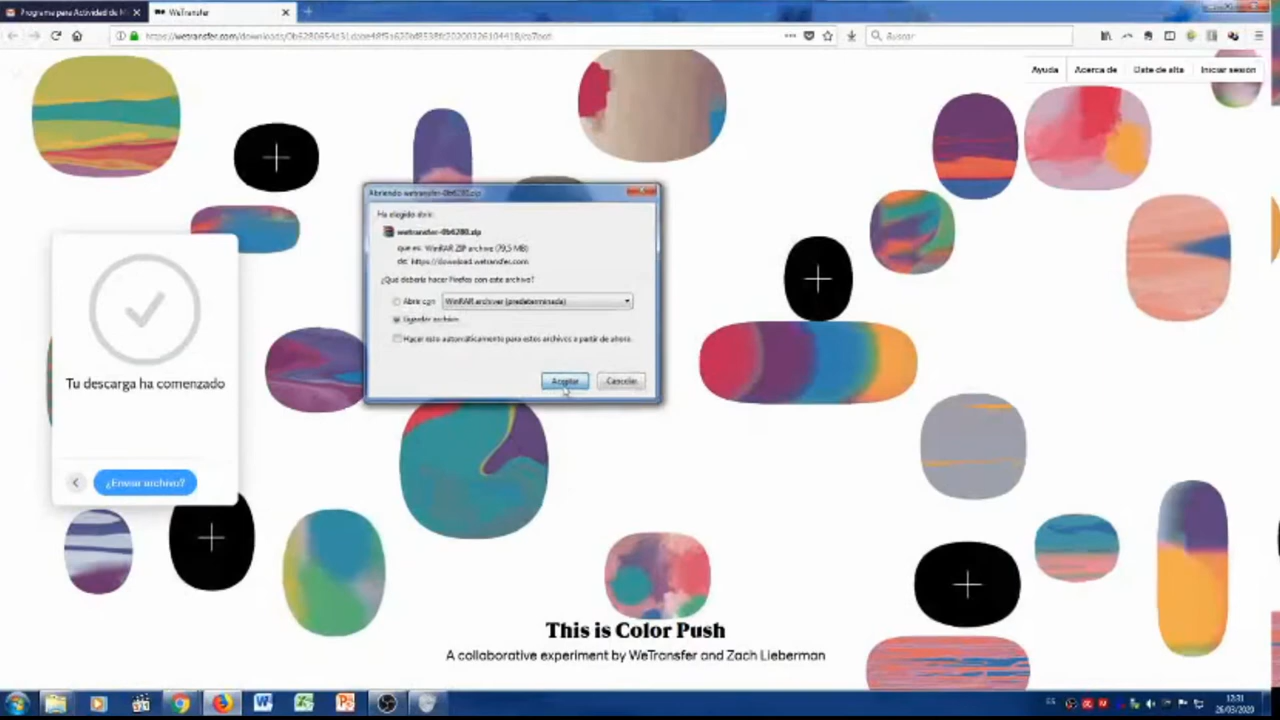 Programa para Actividad de M
WeTransfer
Buscar
Ayuda
Acerca de
Date de alta
Iniciar sesión
Abriendo wetransfer-0b6280.zip
Ha elegido abrir:
wetransfer-0b6280.zip
que es: WinRAR ZIP archive (79,5 MB)
de: https://download.wetransfer.com
¿Qué debería hacer Firefox con este archivo?
Abrir con WinRAR archiver (predeterminada)
Guardar archivo
Hacer esto automáticamente para estos archivos a partir de ahora.
Aceptar
Cancelar
Tu descarga ha comenzado
¿Enviar archivo?
This is Color Push
A collaborative experiment by WeTransfer and Zach Lieberman
ES
12:31
26/03/2020